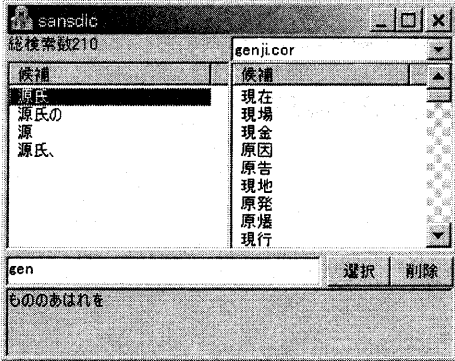 sansdic
総検索数210
genji.cor
候補
源氏
源氏の
源
源氏、
候補
現在
現場
現金
原因
原告
現地
原発
原爆
現行
gen
選択
削除
もののあはれを